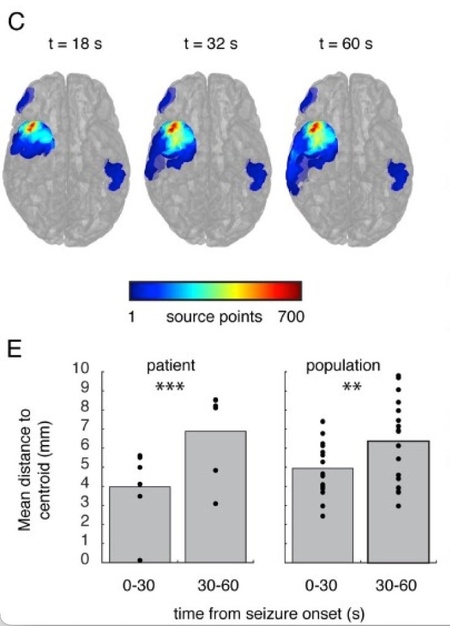 C
t = 18 s t = 32 s t = 60 s
1 source points 700
E
patient population
*** **
Mean distance to
centroid (mm)
10
9
8
7
6
5
4
3
2
1
0
0-30 30-60 0-30 30-60
time from seizure onset (s)